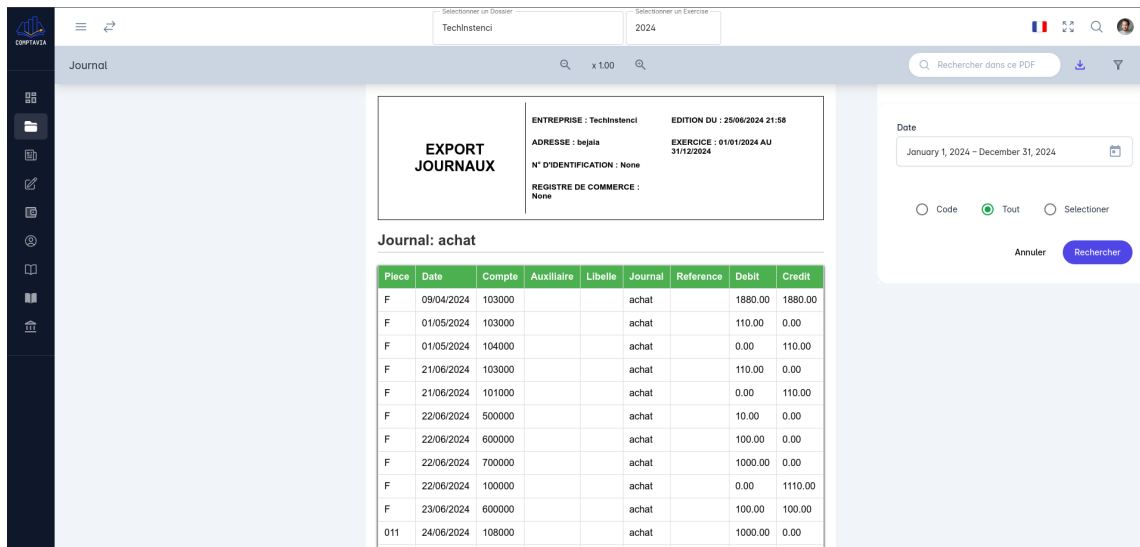 COMPTAVIA
Selectionner un Dossier
TechInstenci
Selectionner un Exercise
2024
Journal
x 1.00
Rechercher dans ce PDF
EXPORT
JOURNAUX
ENTREPRISE : TechInstenci
ADRESSE : bejaia
N° D'IDENTIFICATION : None
REGISTRE DE COMMERCE :
None
EDITION DU : 25/06/2024 21:58
EXERCICE : 01/01/2024 AU
31/12/2024
Journal: achat
Piece Date Compte Auxiliaire Libelle Journal Reference Debit Credit
F 09/04/2024 103000 achat 1880.00 1880.00
F 01/05/2024 103000 achat 110.00 0.00
F 01/05/2024 104000 achat 0.00 110.00
F 21/06/2024 103000 achat 110.00 0.00
F 21/06/2024 101000 achat 0.00 110.00
F 22/06/2024 500000 achat 10.00 0.00
F 22/06/2024 600000 achat 100.00 0.00
F 22/06/2024 700000 achat 1000.00 0.00
F 22/06/2024 100000 achat 0.00 1110.00
F 23/06/2024 600000 achat 100.00 100.00
011 24/06/2024 108000 achat 1000.00 0.00
Date
January 1, 2024 – December 31, 2024
Code Tout Selectioner
Annuler Rechercher